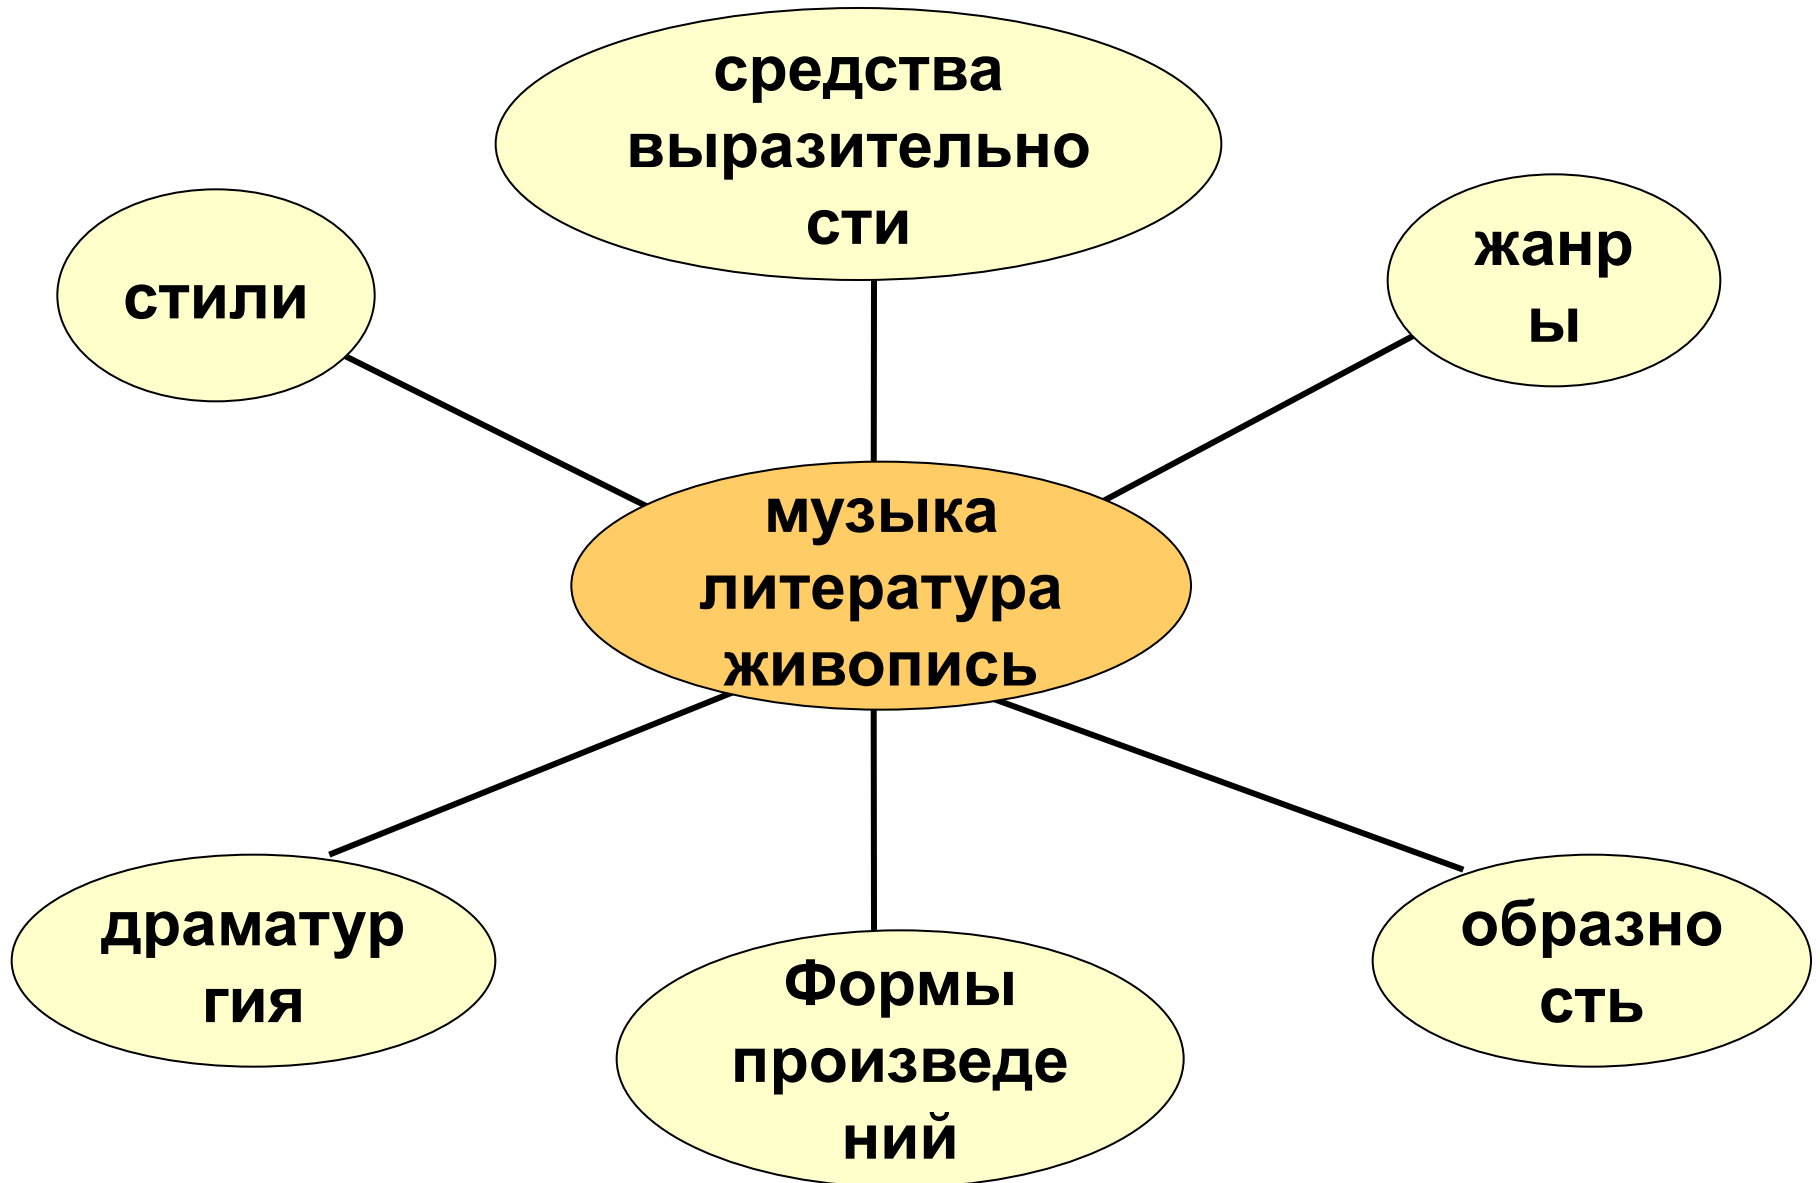 средства
выразительно
сти
стили
жанр
ы
музыка
литература
живопись
драматур
гия
Формы
произведе
ний
образно
сть